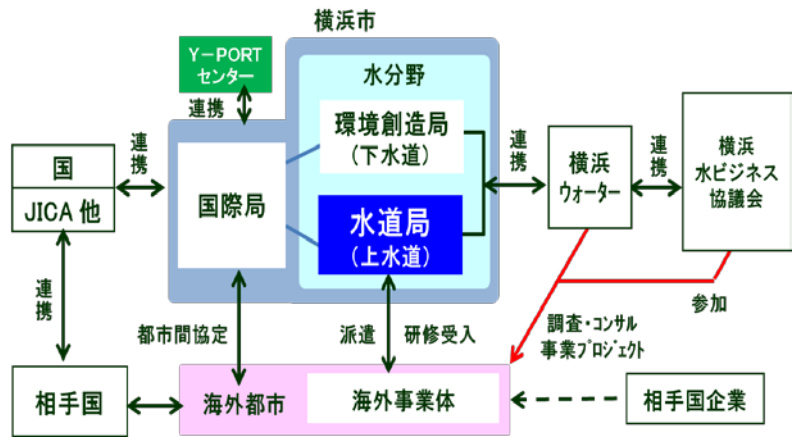 横浜市
Y-PORT
センター
水分野
連携
環境創造局
(下水道)
連携
連携
連携
国
JICA 他
国際局
横浜
ウォーター
横浜
水ビジネス
協議会
水道局
(上水道)
連携
都市間協定
派遣
研修受入
参加
調査・コンサル
事業プロジェクト
相手国
海外都市
海外事業体
相手国企業